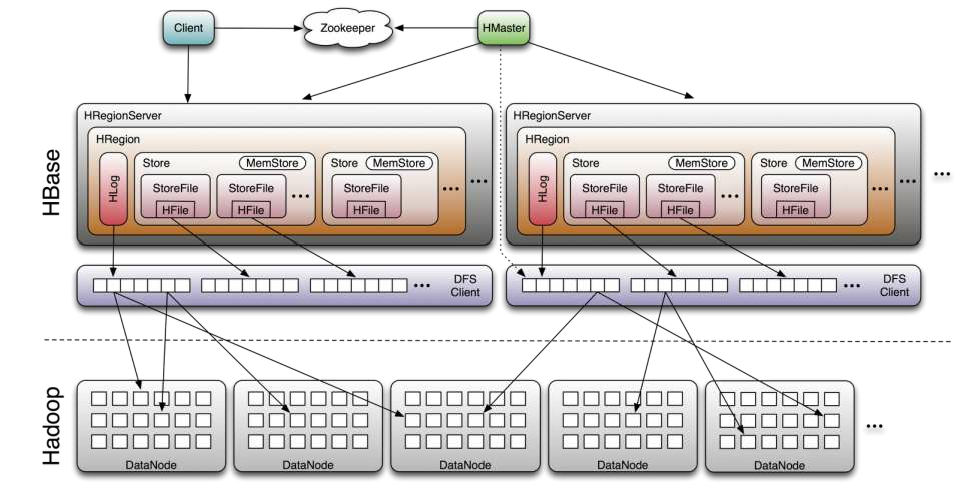 Client
Zookeeper
HMaster
HBase
HRegionServer
HRegion
HLog
Store
MemStore
StoreFile
HFile
StoreFile
HFile
...
Store
MemStore
StoreFile
HFile
...
...
HRegionServer
HRegion
HLog
Store
MemStore
StoreFile
HFile
StoreFile
HFile
...
Store
MemStore
StoreFile
HFile
...
...
...
...
DFS
Client
...
DFS
Client
Hadoop
DataNode
DataNode
DataNode
DataNode
DataNode
...